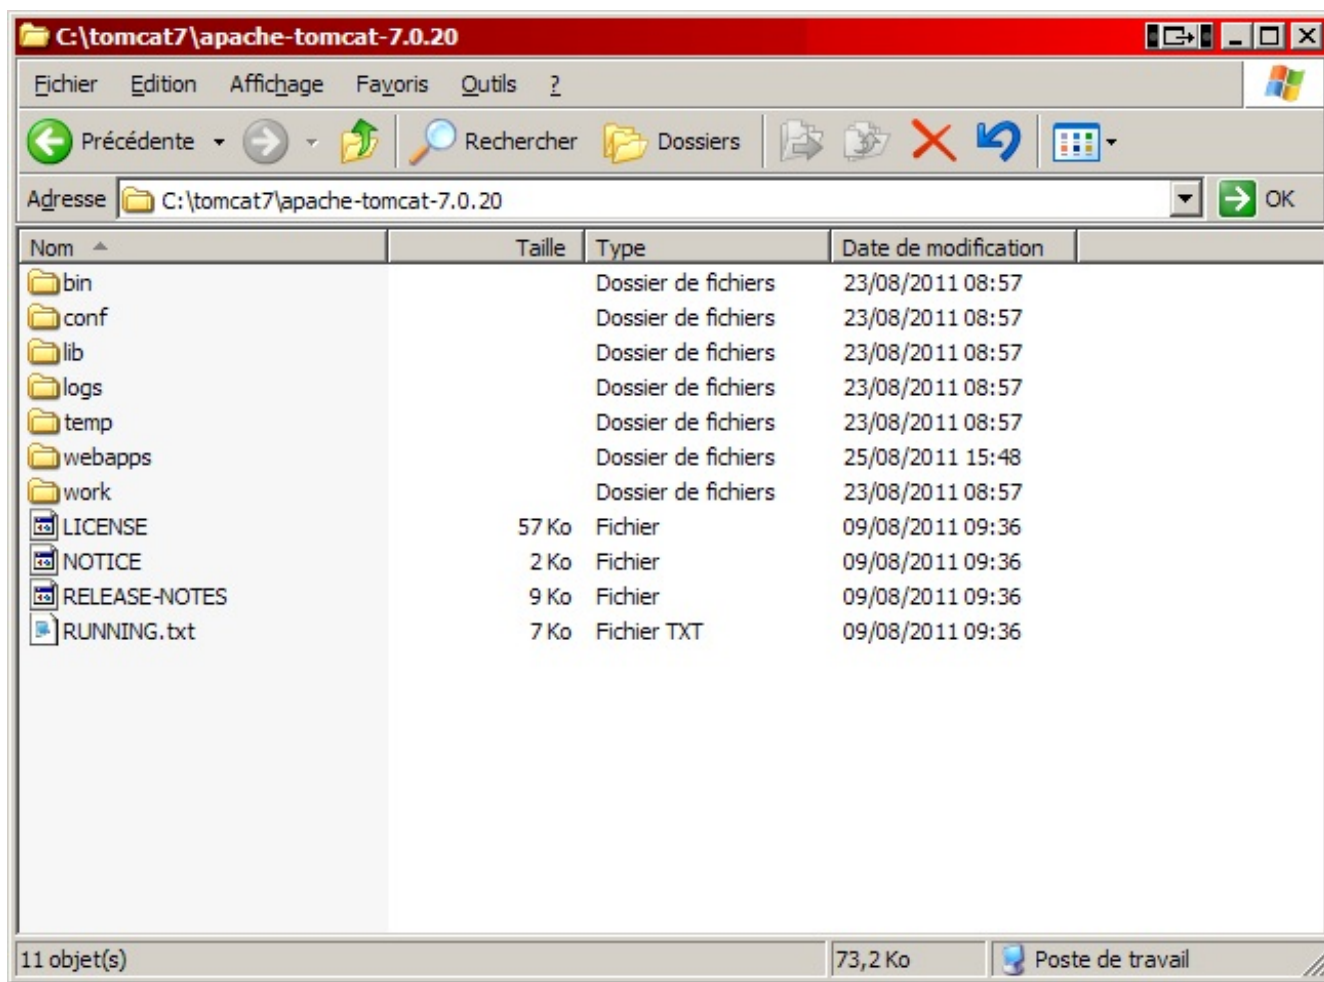 C:\tomcat7\apache-tomcat-7.0.20
Fichier Edition Affichage Favoris Outils ?
Précédente Rechercher Dossiers
Adresse C:\tomcat7\apache-tomcat-7.0.20 OK
Nom Taille Type Date de modification
bin Dossier de fichiers 23/08/2011 08:57
conf Dossier de fichiers 23/08/2011 08:57
lib Dossier de fichiers 23/08/2011 08:57
logs Dossier de fichiers 23/08/2011 08:57
temp Dossier de fichiers 23/08/2011 08:57
webapps Dossier de fichiers 25/08/2011 15:48
work Dossier de fichiers 23/08/2011 08:57
LICENSE 57 Ko Fichier 09/08/2011 09:36
NOTICE 2 Ko Fichier 09/08/2011 09:36
RELEASE-NOTES 9 Ko Fichier 09/08/2011 09:36
RUNNING.txt 7 Ko Fichier TXT 09/08/2011 09:36
11 objet(s) 73,2 Ko Poste de travail